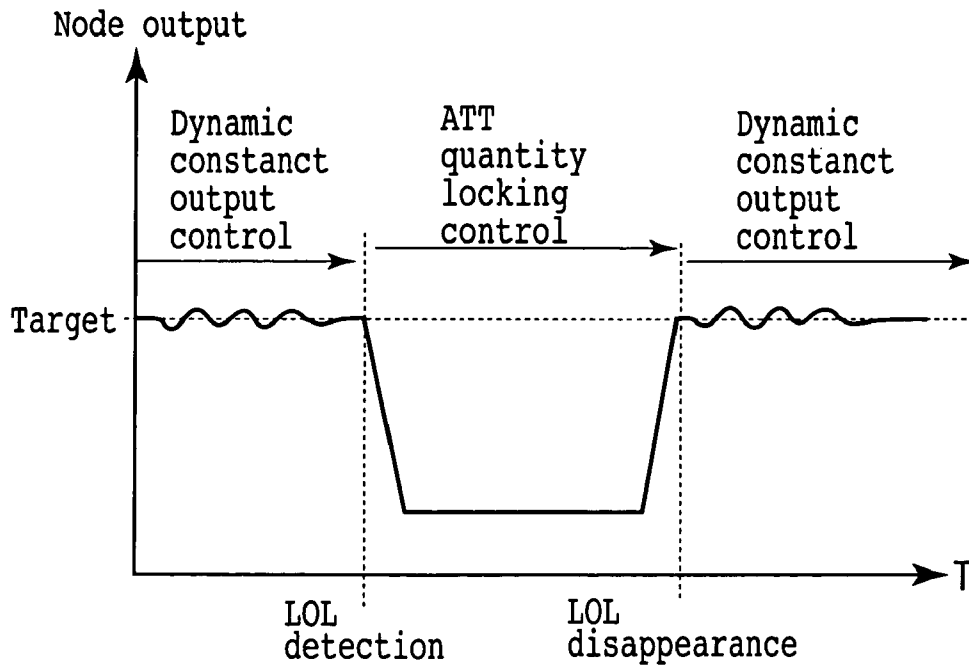 Node output
Dynamic
constanct
output
control
ATT
quantity
locking
control
Dynamic
constanct
output
control
Target
T
LOL
detection
LOL
disappearance